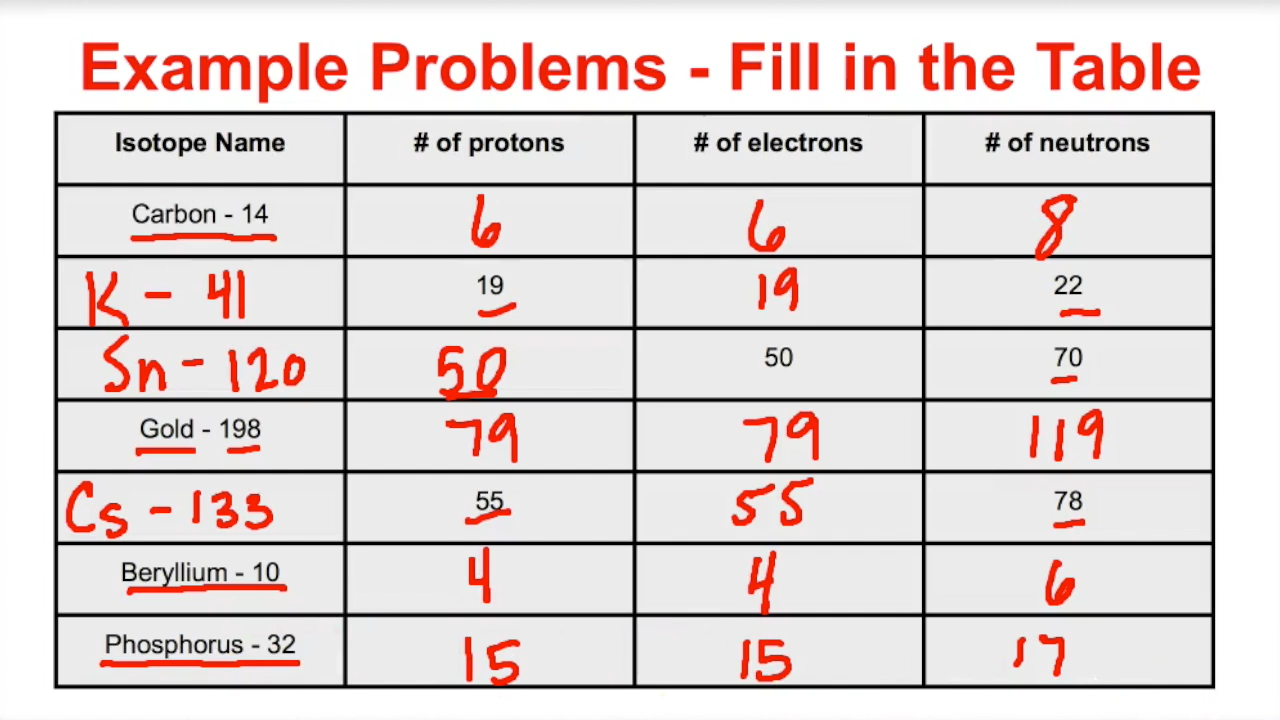 Example Problems - Fill in the Table
Isotope Name # of protons # of electrons # of neutrons
Carbon - 14 6 6 8
K - 41 19 19 22
Sn - 120 50 50 70
Gold - 198 79 79 119
Cs - 133 55 55 78
Beryllium - 10 4 4 6
Phosphorus - 32 15 15 17